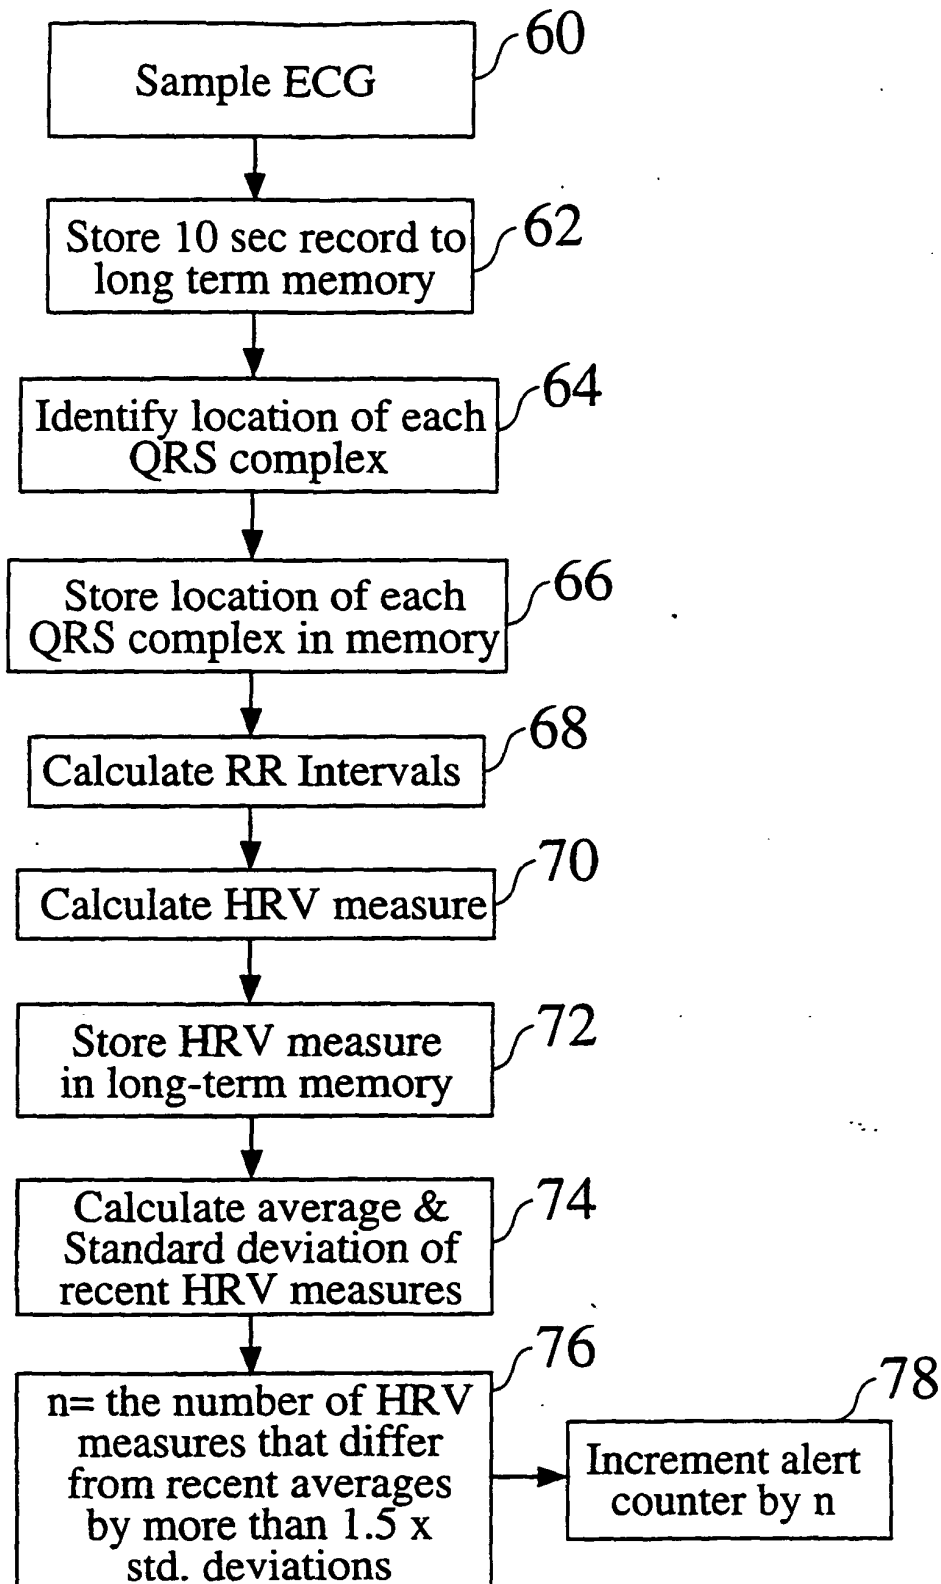 60
Sample ECG
62
Store 10 sec record to
long term memory
64
Identify location of each
QRS complex
66
Store location of each
QRS complex in memory
68
Calculate RR Intervals
70
Calculate HRV measure
72
Store HRV measure
in long-term memory
74
Calculate average &
Standard deviation of
recent HRV measures
76
n= the number of HRV
measures that differ
from recent averages
by more than 1.5 x
std. deviations
78
Increment alert
counter by n